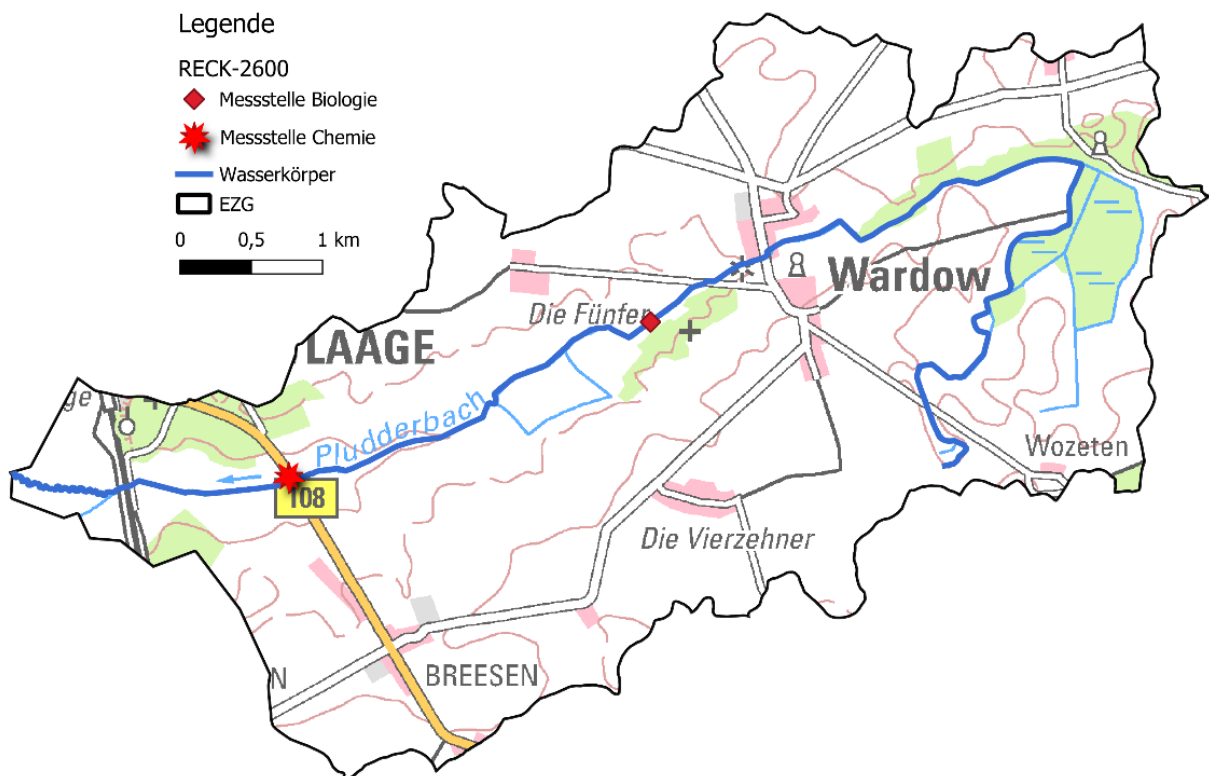 Legende
RECK-2600
Messstelle Biologie
Messstelle Chemie
Wasserkörper
EZG
0 0,5 1 km
Wardow
Die Fünfer
LAAGE
ge
Pludderbach
Wozeten
108
Die Vierzehner
N
BREESEN